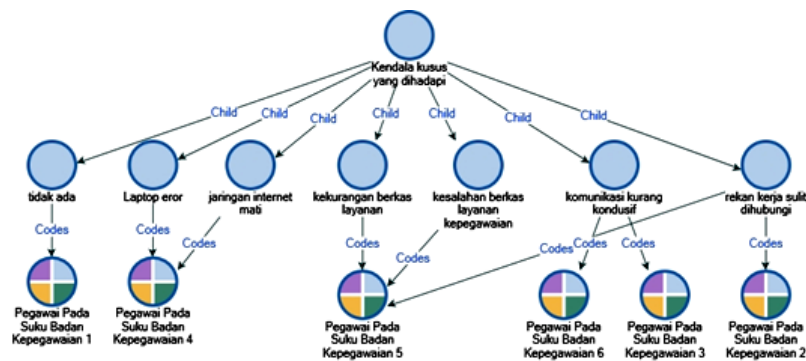 Kendala kusus
yang dihadapi
Child
Child
Child
Child
Child
Child
Child
tidak ada
Laptop eror
jaringan internet
mati
kekurangan berkas
layanan
kesalahan berkas
layanan
kepegawaian
komunikasi kurang
kondusif
rekan kerja sulit
dihubungi
Codes
Codes
Codes
Codes
Codes
Codes
Codes
Codes
Codes
Pegawai Pada
Suku Badan
Kepegawaian 1
Pegawai Pada
Suku Badan
Kepegawaian 4
Pegawai Pada
Suku Badan
Kepegawaian 5
Pegawai Pada
Suku Badan
Kepegawaian 6
Pegawai Pada
Suku Badan
Kepegawaian 3
Pegawai Pada
Suku Badan
Kepegawaian 2